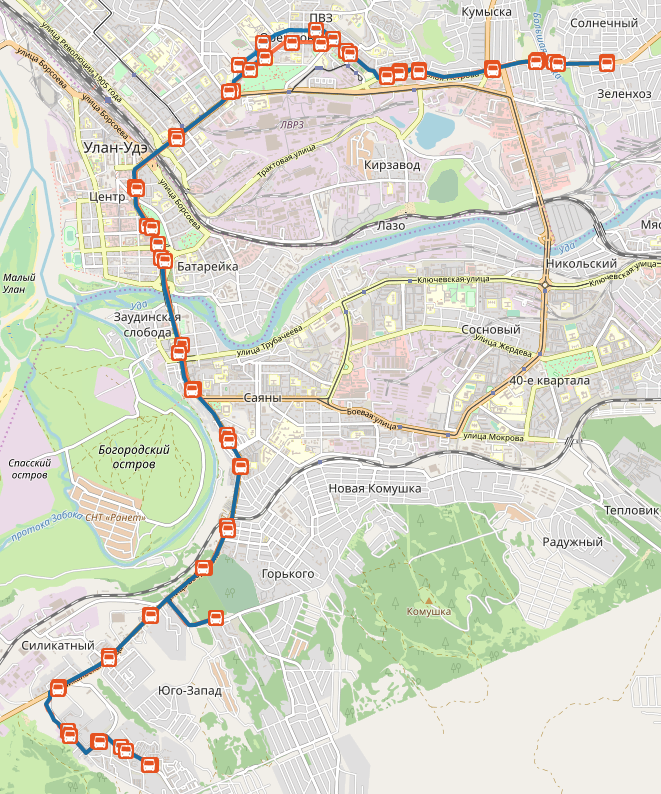 ПВЗ
Кумыска
Солнечный
улица Революции 1905 года
улица Борсоева
улица Борсоева
Зеленхоз
ЛВРЗ
Улан-Удэ
Трактовая улица
Кирзавод
Центр
улица Борсоева
Лазо
уда
Батарейка
Никольский
Малый
Улан
Ключевская улица
Ключевская улица
уда
Заудинская
слобода
Сосновый
улица Трубачеева
улица Жердева
40-е квартала
Саяны
Боевая улица
улица Мокрова
Богородский
остров
Спасский
остров
Новая Комушка
СНТ «Ранет»
Тепловик
протока Забока
Радужный
Горького
Комушка
Силикатный
Юго-Запад